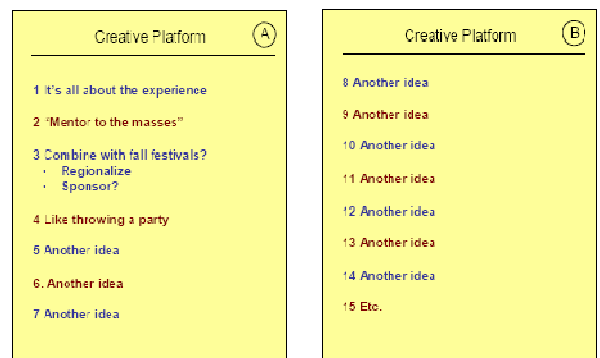 Creative Platform A
1 It's all about the experience
2 "Mentor to the masses"
3 Combine with fall festivals?
· Regionalize
· Sponsor?
4 Like throwing a party
5 Another idea
6. Another idea
7 Another idea
Creative Platform B
8 Another idea
9 Another idea
10 Another idea
11 Another idea
12 Another idea
13 Another idea
14 Another idea
15 Etc.